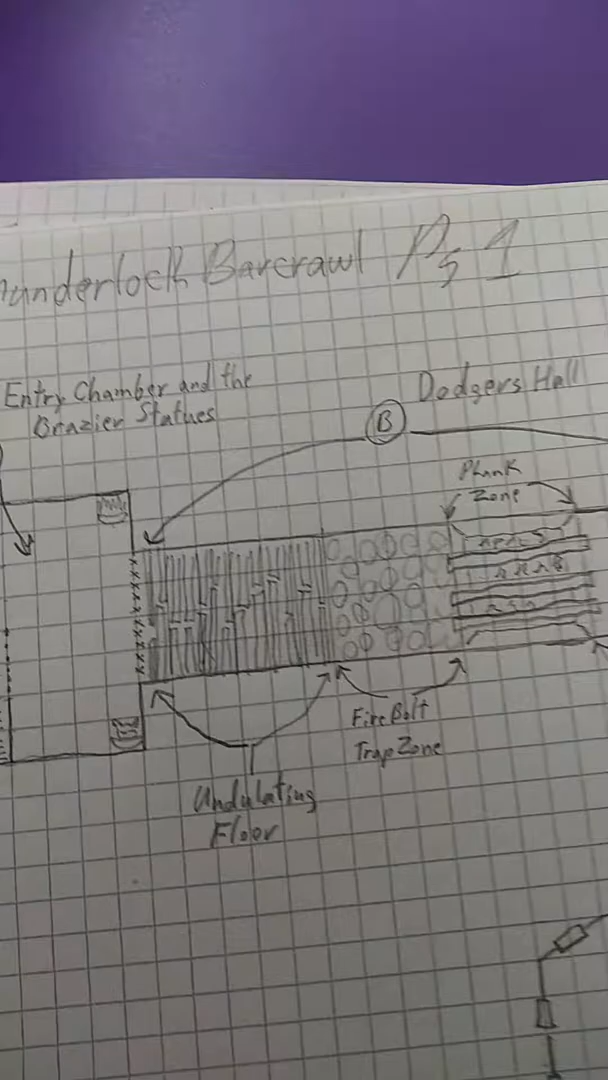 underlock Barcrawl Pg 1
Entry Chamber and the
Brazier Statues
B
Dodgers Hall
Plank
Zone
Fire Bolt
Trap Zone
Undulating
Floor